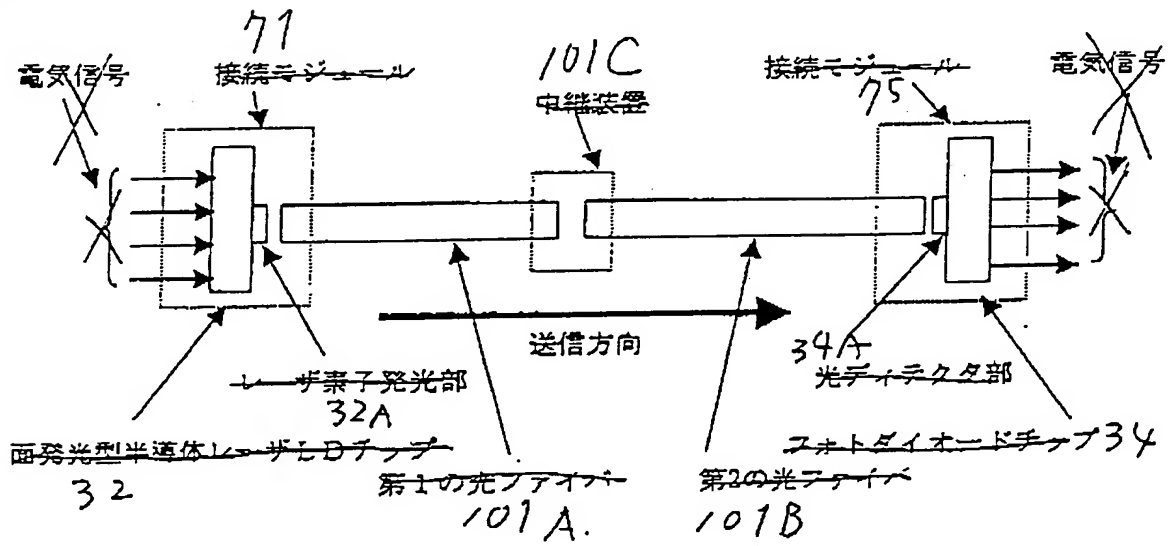 71
101C
電気信号
接続モジュール
接続モジュール
電気信号
中継装置
75
送信方向
34A
レーザ素子発光部
光ディテクタ部
32A
面発光型半導体レーザLDチップ
フォトダイオードチップ 34
32
第1の光ファイバ
第2の光ファイバ
101A.
101B